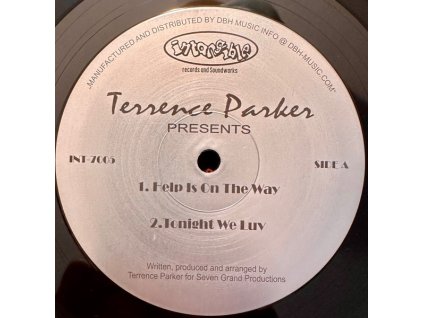 „MANUFACTURED AND DISTRIBUTED BY DBH MUSIC INFO @ DBH-MUSIC.COM"
intangible
records and Soundworks
Terrence Parker
PRESENTS
INT-7005
SIDE A
1. Help Is On The Way
2.Tonight We Luv
Written, produced and arranged by
Terrence Parker for Seven Grand Productions